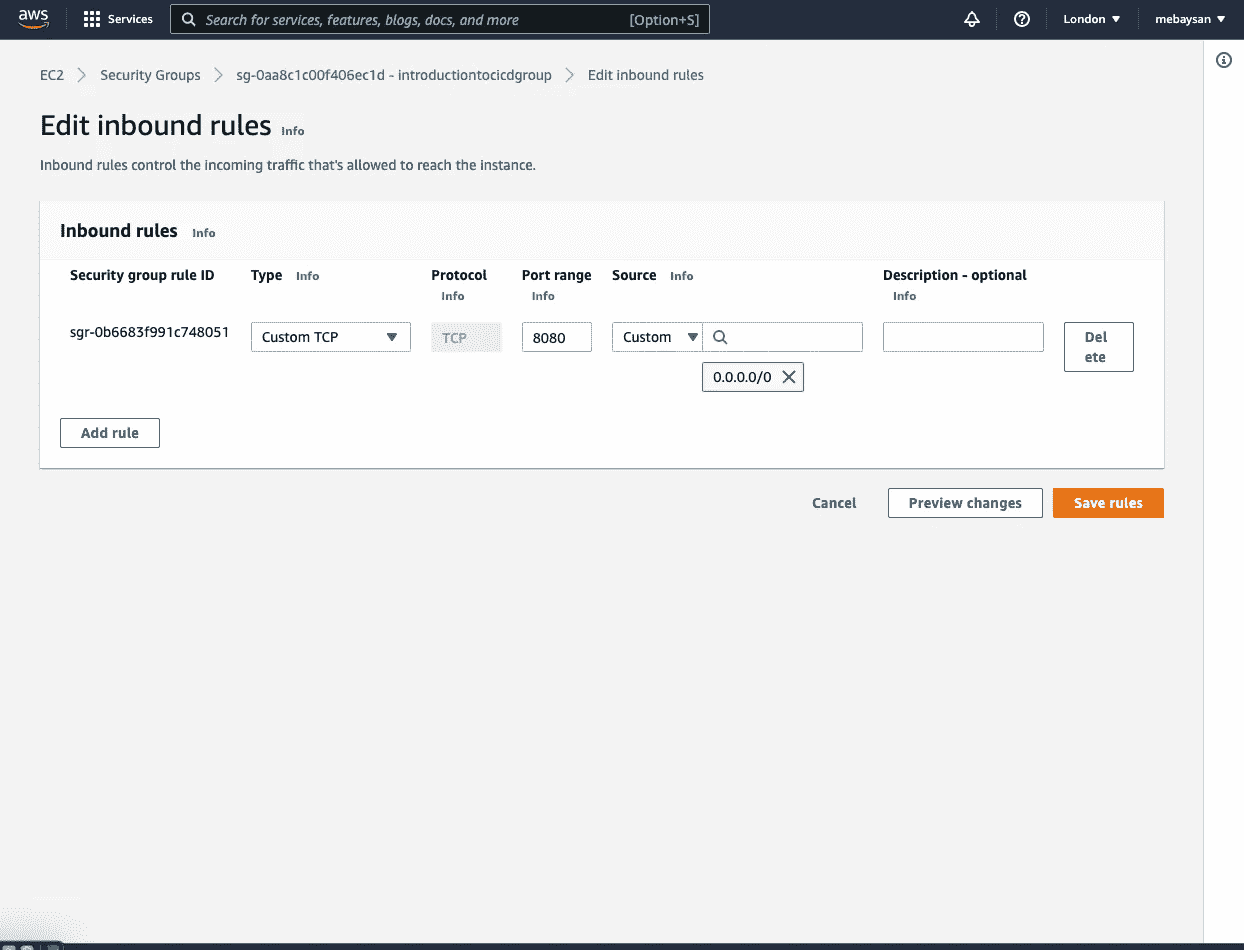 aws Services Search for services, features, blogs, docs, and more [Option+S] London mebaysan
EC2 Security Groups sg-0aa8c1c00f406ec1d - introductiontocicdgroup Edit inbound rules
Edit inbound rules Info
Inbound rules control the incoming traffic that's allowed to reach the instance.
Inbound rules Info
Security group rule ID Type Info Protocol Port range Source Info Description - optional
Info Info Info
sgr-0b6683f991c748051 Custom TCP TCP 8080 Custom Del
ete
0.0.0.0/0
Add rule
Cancel Preview changes Save rules